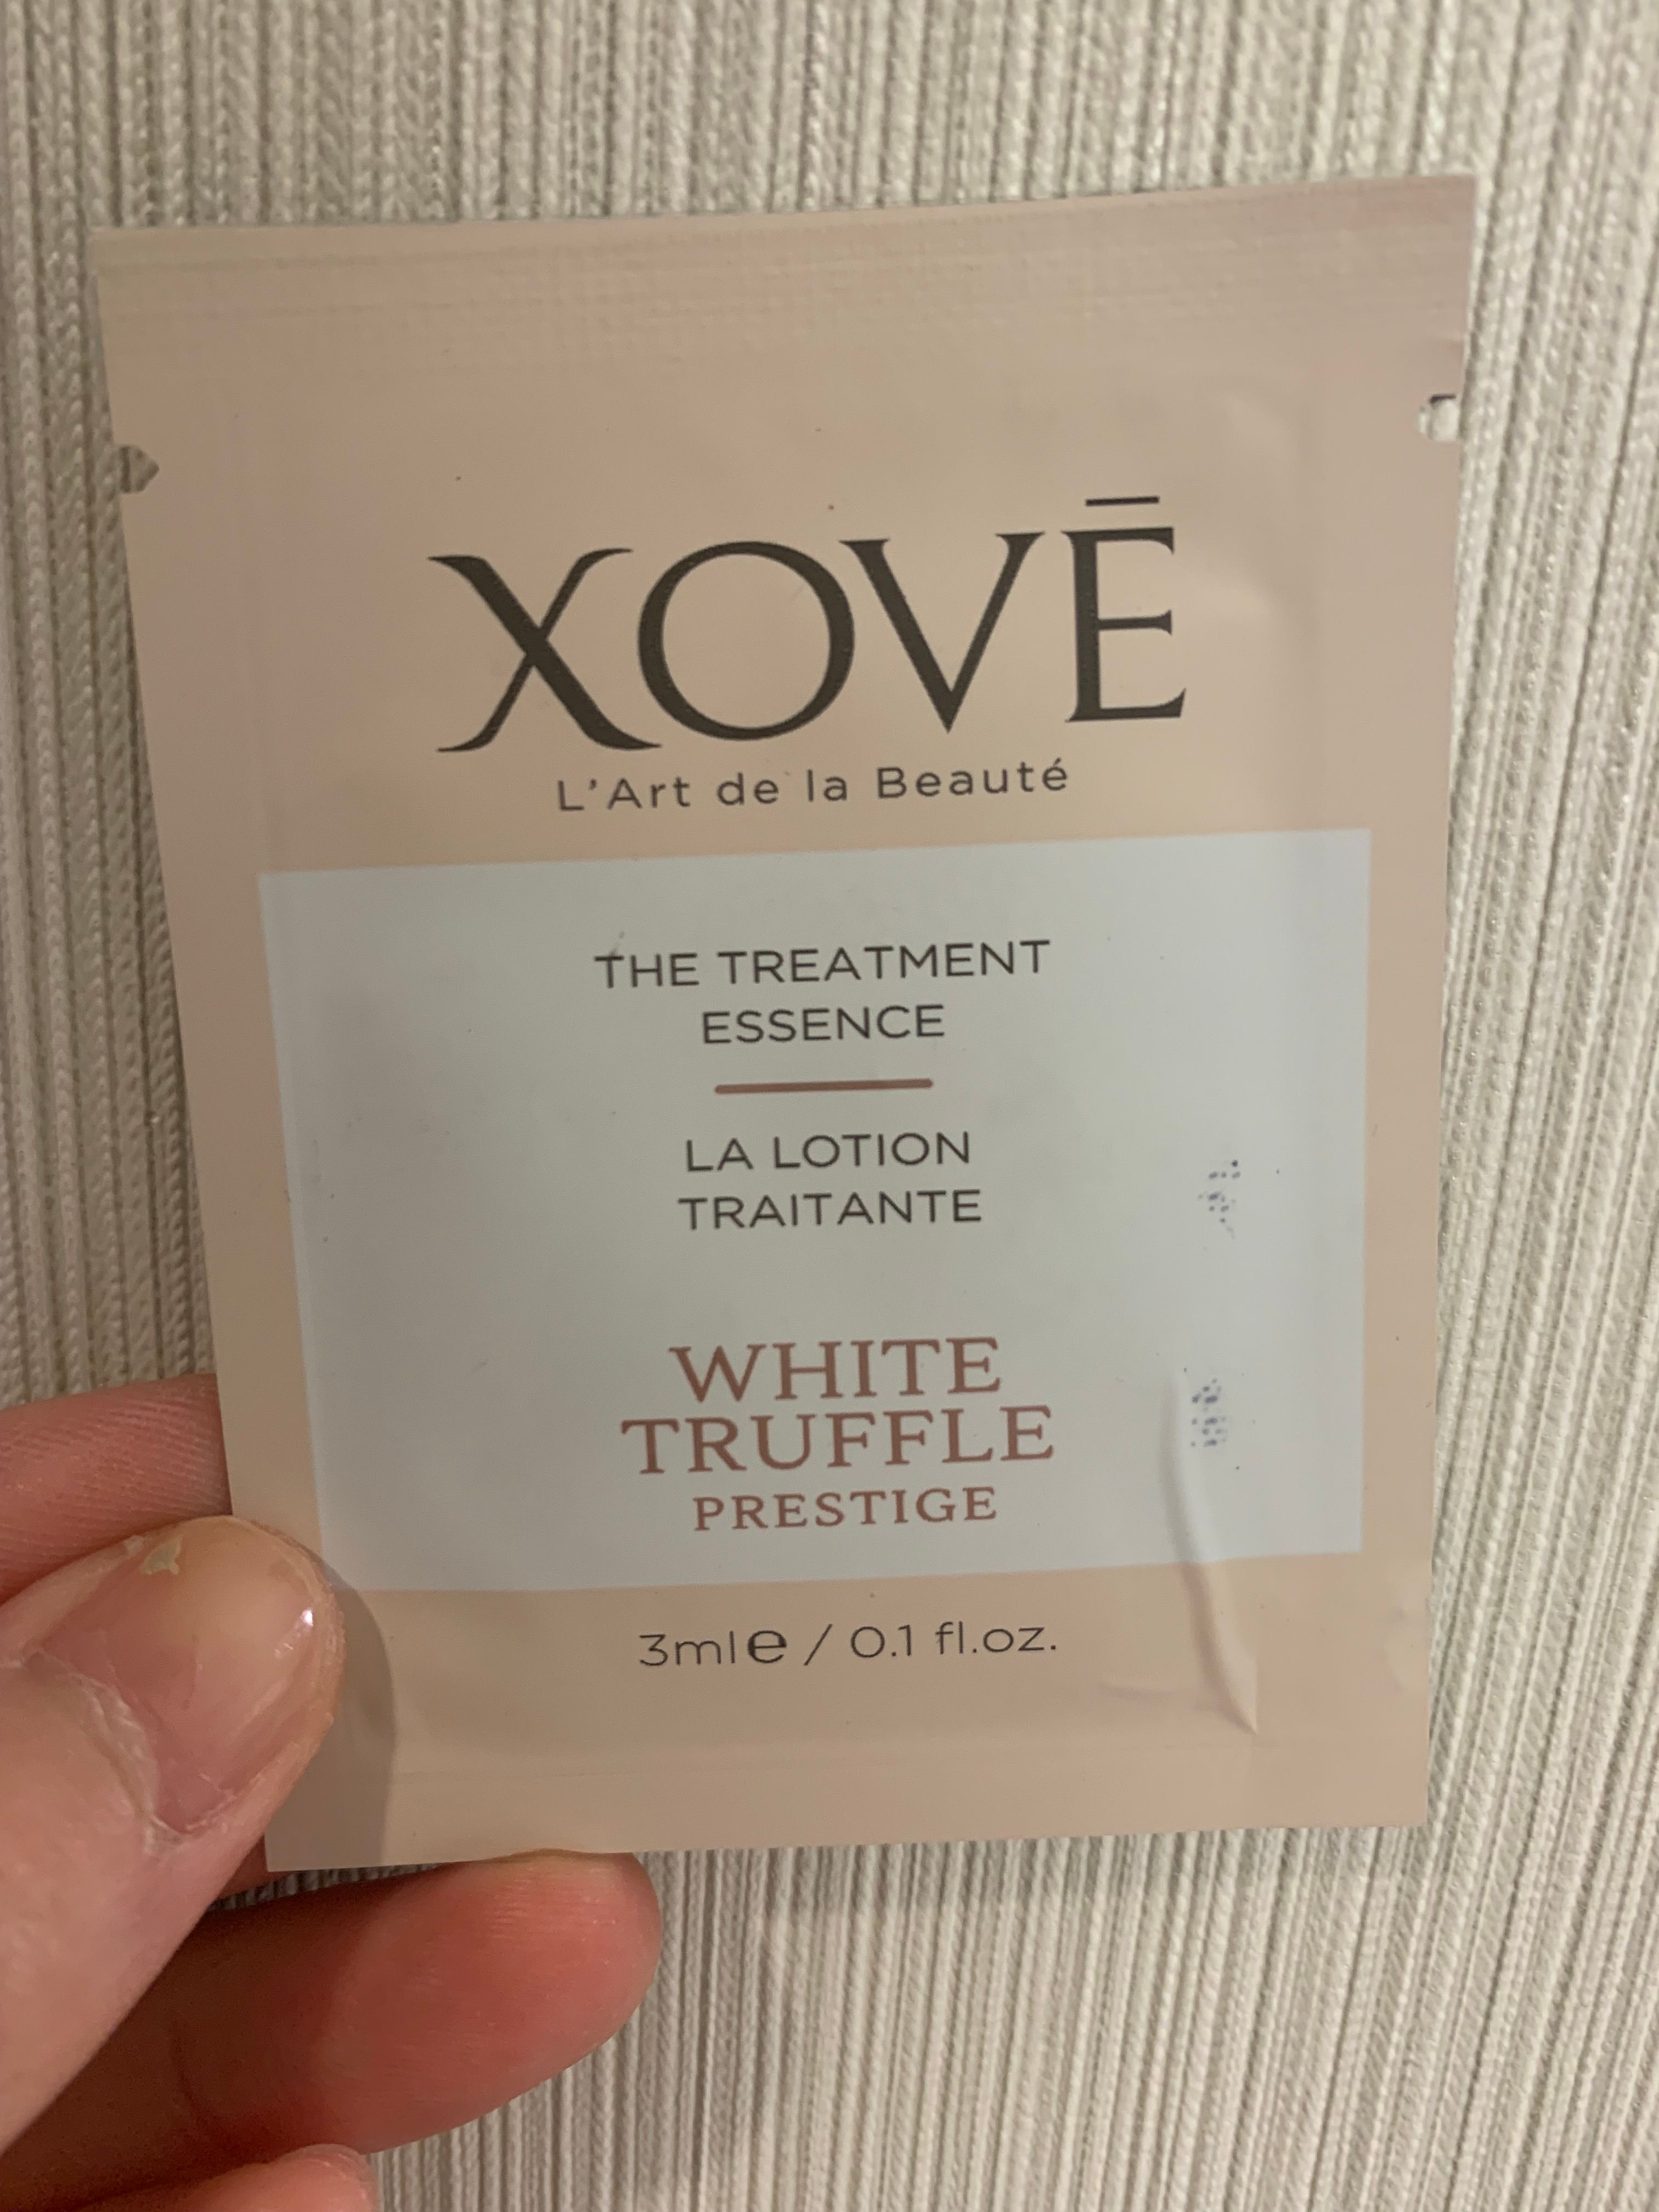 XOVĒ
L'Art de la Beauté
THE TREATMENT
ESSENCE
LA LOTION
TRAITANTE
WHITE
TRUFFLE
PRESTIGE
3ml℮ / 0.1 fl.oz.